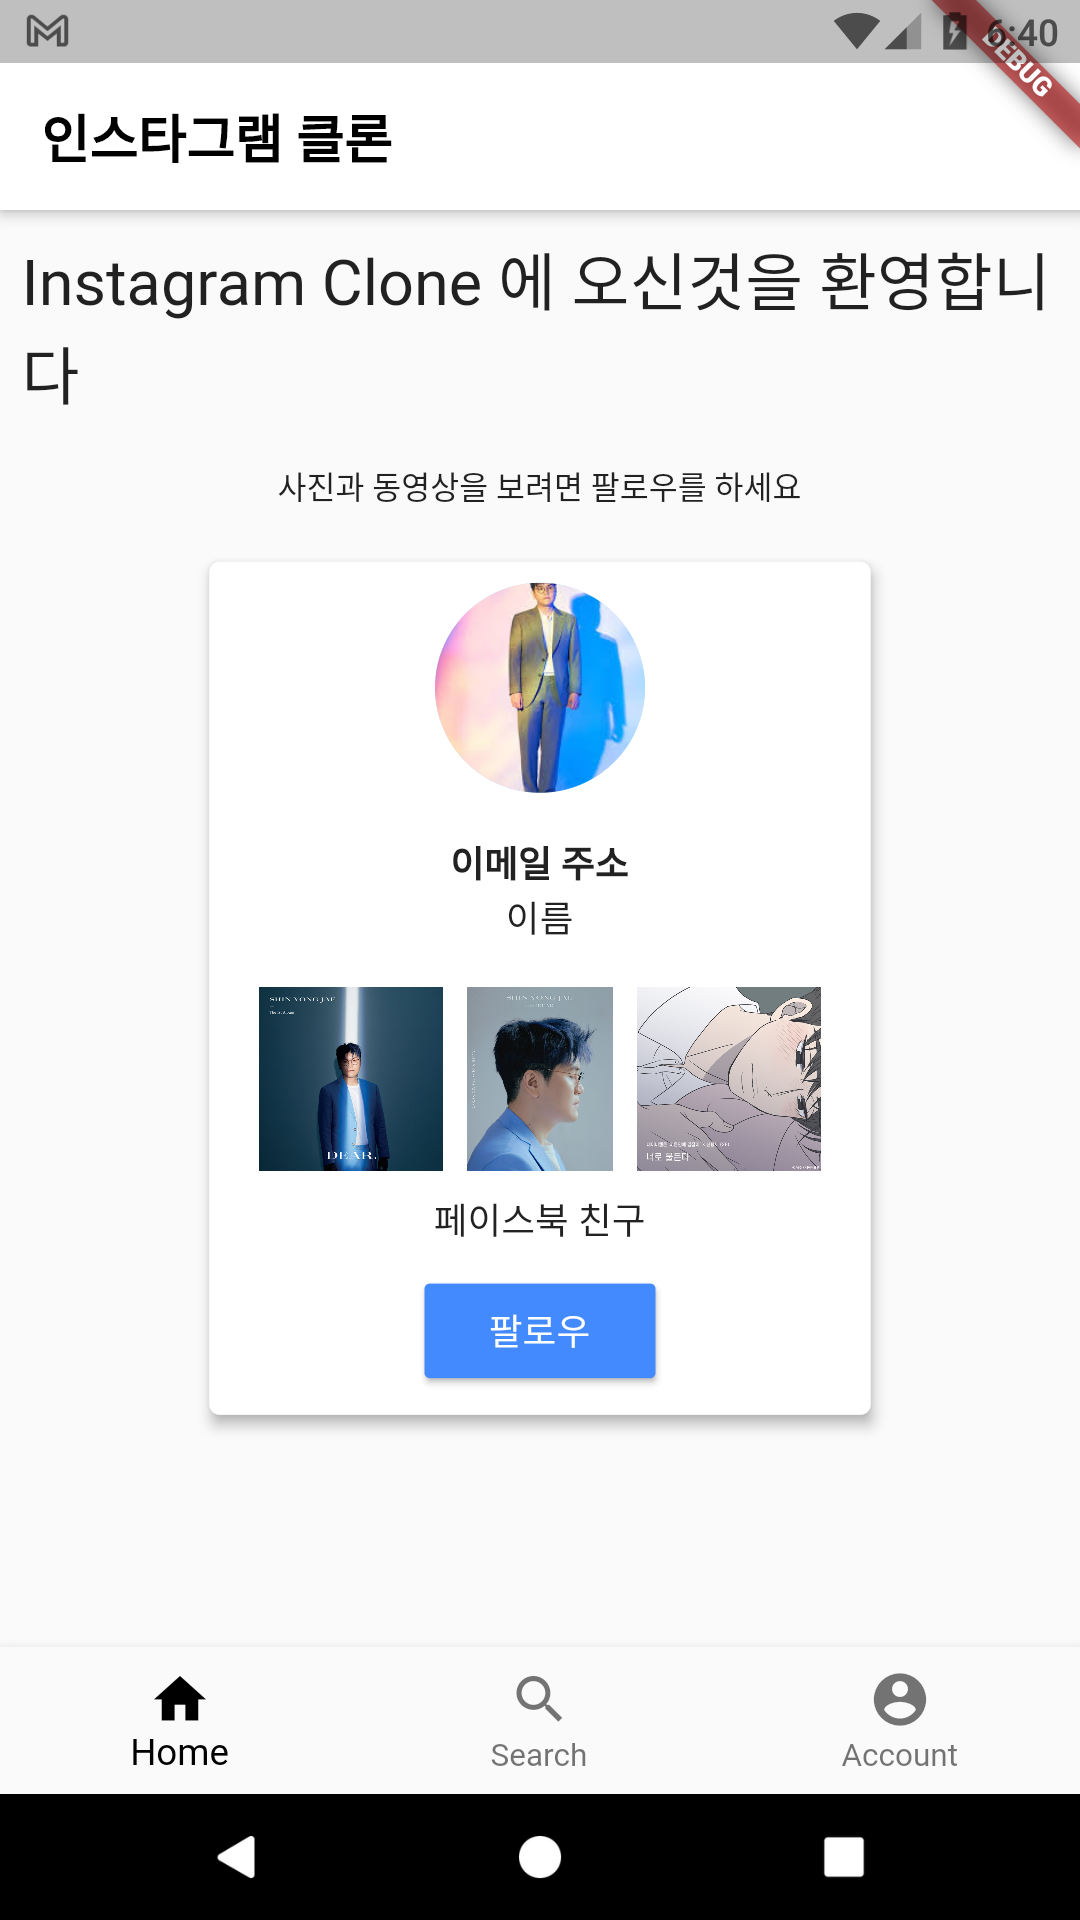 6:40
DEBUG
인스타그램 클론
Instagram Clone 에 오신것을 환영합니
다
사진과 동영상을 보려면 팔로우를 하세요
이메일 주소
이름
SHIN YONG JAE
DEAR.
SHIN YONG JAE
너로 물든다
페이스북 친구
팔로우
Home
Search
Account